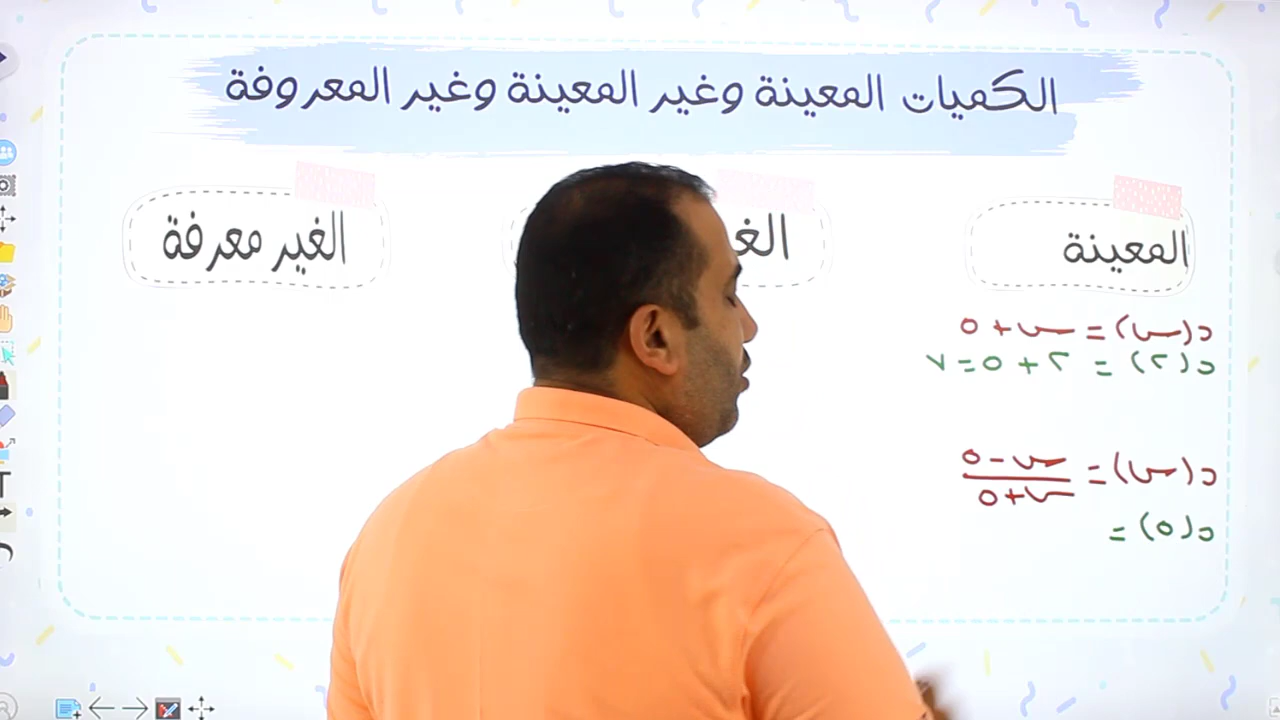 الكميات المعينة وغير المعينة وغير المعروفة
المعينة
الغير معرفة
د(س) = س + ٥
د(٢) = ٢ + ٥ = ٧
د(س) = (س - ٥) / (س + ٥)
د(٥) =